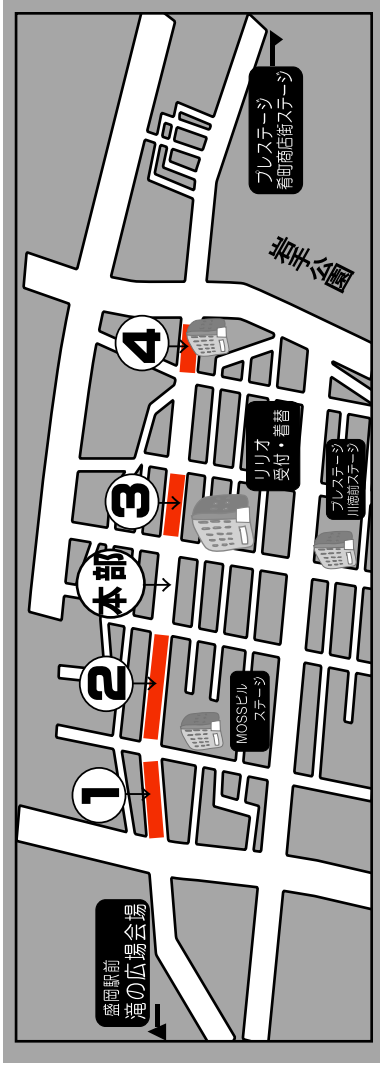 盛岡駅前
滝の広場会場
1
2
本部
3
4
MOSSビル
ステージ
リリオ
受付・着替
プレステージ
川徳前ステージ
岩手公園
プレステージ
肴町商店街ステージ